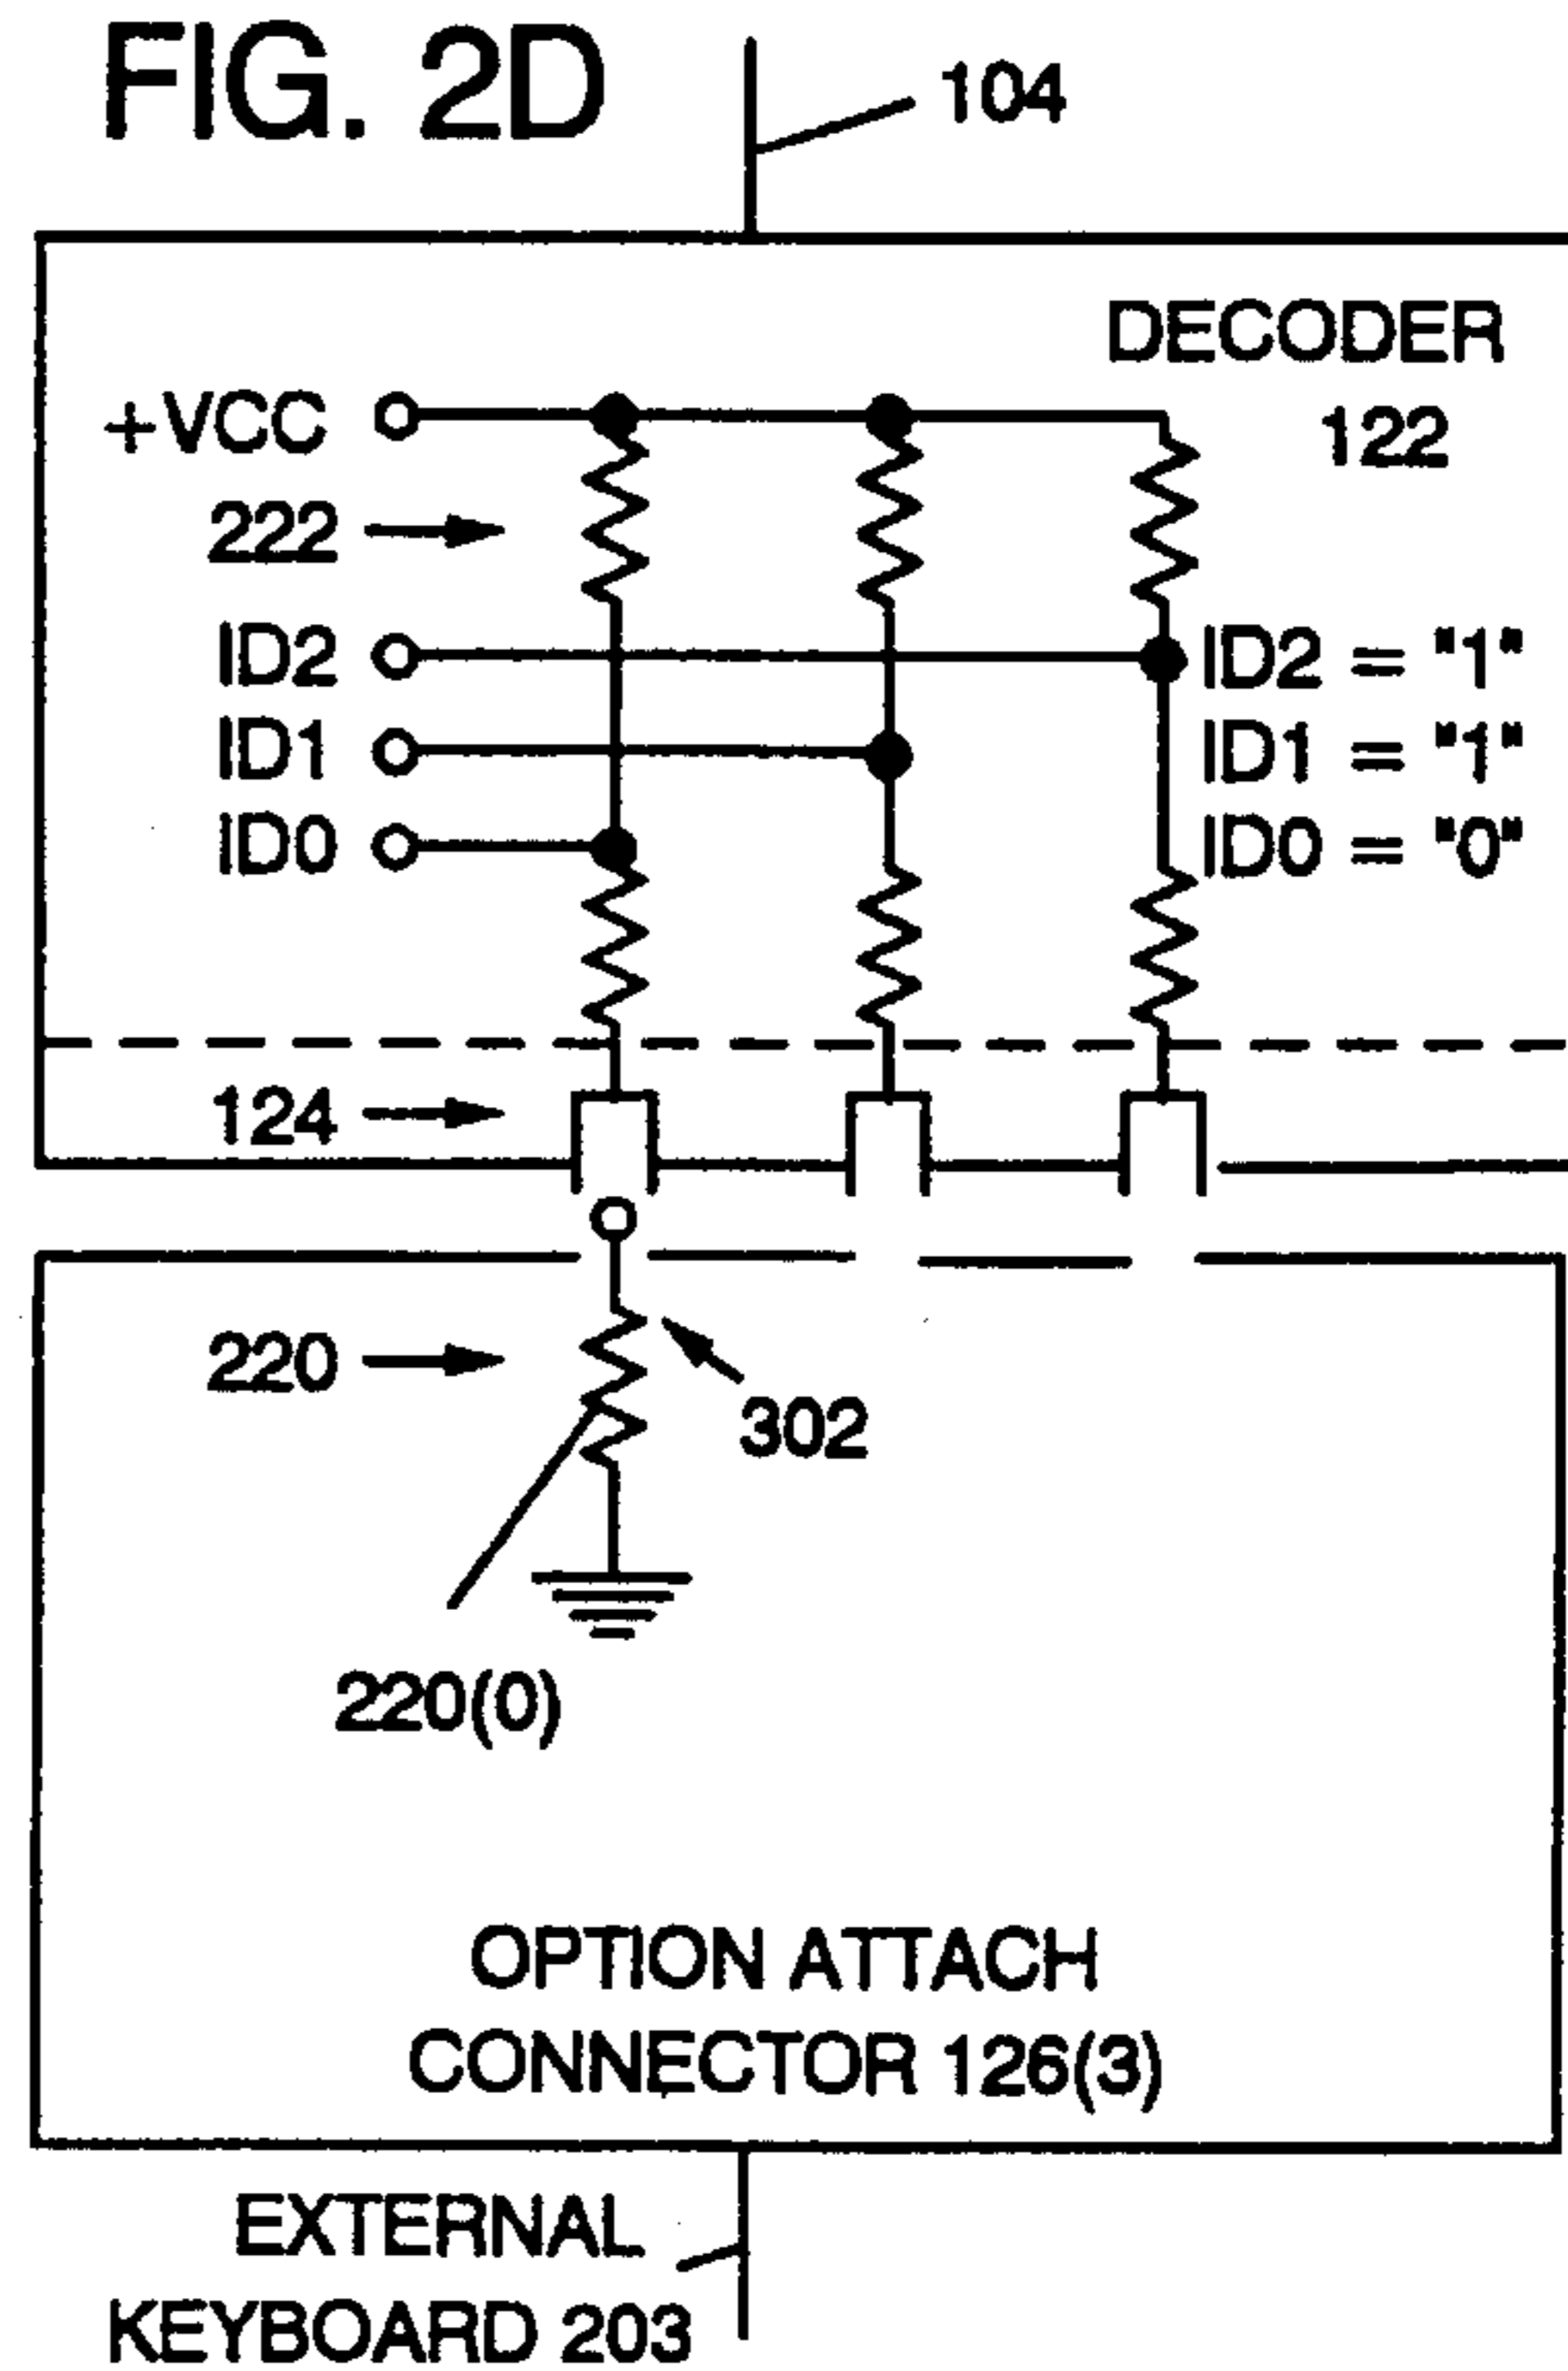 FIG. 2D
104
DECODER
122
+VCC
222
ID2
ID2 = "1"
ID1
ID1 = "1"
ID0
ID0 = "0"
124
220
302
220(0)
OPTION ATTACH
CONNECTOR 126(3)
EXTERNAL
KEYBOARD 203